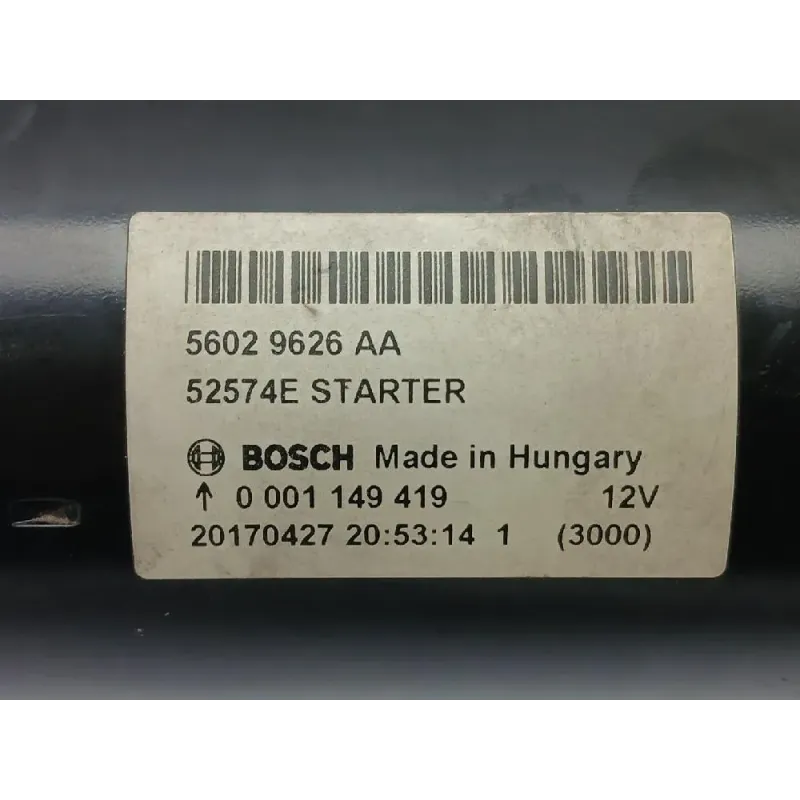 5602 9626 AA
52574E STARTER
BOSCH Made in Hungary
↑ 0 001 149 419 12V
20170427 20:53:14 1 (3000)